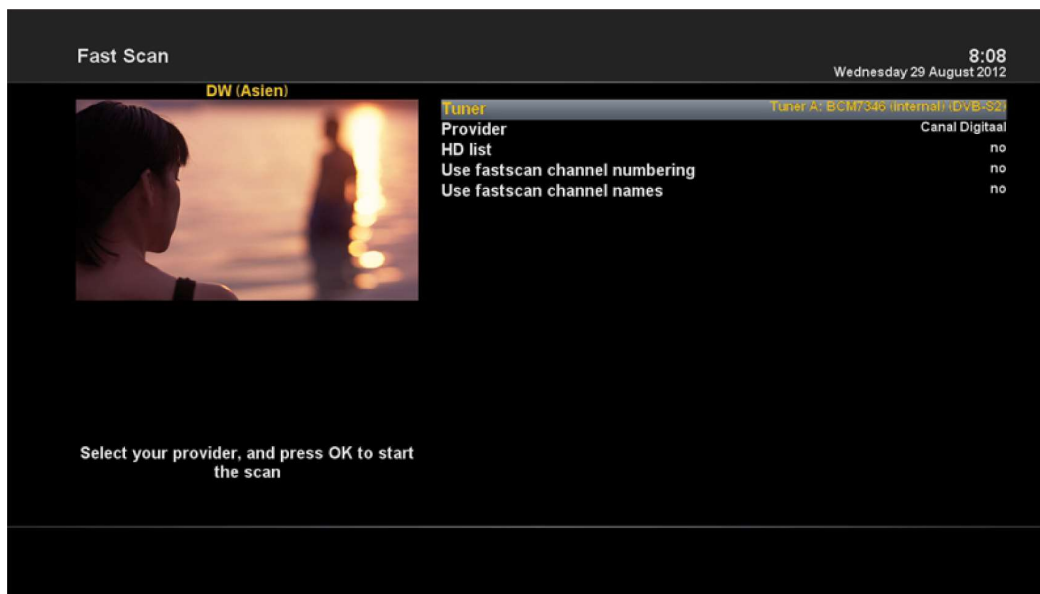 Fast Scan
8:08
Wednesday 29 August 2012
DW (Asien)
Tuner Tuner A: BCM7346 (internal) (DVB-S2)
Provider Canal Digitaal
HD list no
Use fastscan channel numbering no
Use fastscan channel names no
Select your provider, and press OK to start
the scan